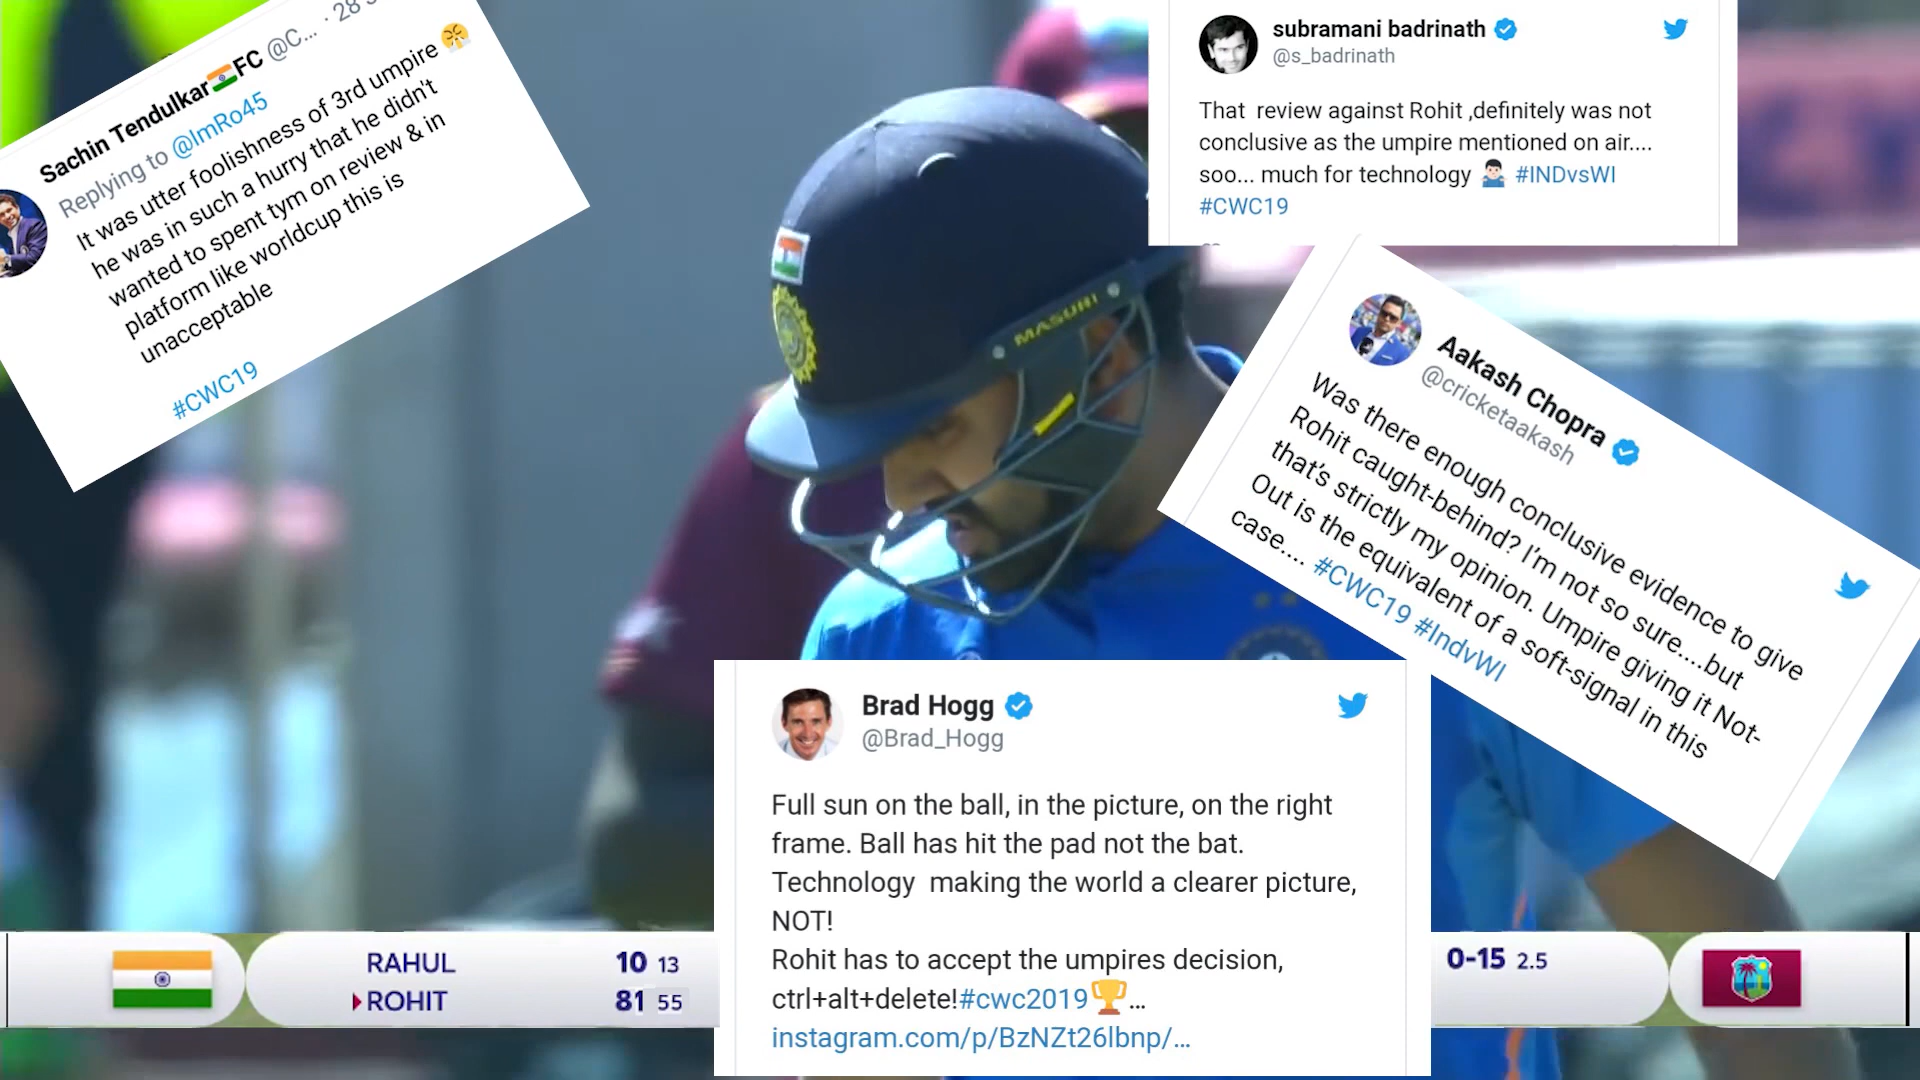 Sachin Tendulkar🇮🇳FC @C... · 28
Replying to @ImRo45
It was utter foolishness of 3rd umpire 😤
he was in such a hurry that he didn't
wanted to spent tym on review & in
platform like worldcup this is
unacceptable
#CWC19
subramani badrinath
@s_badrinath
That  review against Rohit ,definitely was not
conclusive as the umpire mentioned on air....
soo... much for technology 🤷🏻‍♂️ #INDvsWI
#CWC19
MASURI
Aakash Chopra
@cricketaakash
Was there enough conclusive evidence to give
Rohit caught-behind? I'm not so sure....but
that's strictly my opinion. Umpire giving it Not-
Out is the equivalent of a soft-signal in this
case.... #CWC19 #IndvWI
Brad Hogg
@Brad_Hogg
Full sun on the ball, in the picture, on the right
frame. Ball has hit the pad not the bat.
Technology  making the world a clearer picture,
NOT!
Rohit has to accept the umpires decision,
ctrl+alt+delete!#cwc2019🏆...
instagram.com/p/BzNZt26lbnp/...
RAHUL 10 13
ROHIT 81 55
0-15 2.5